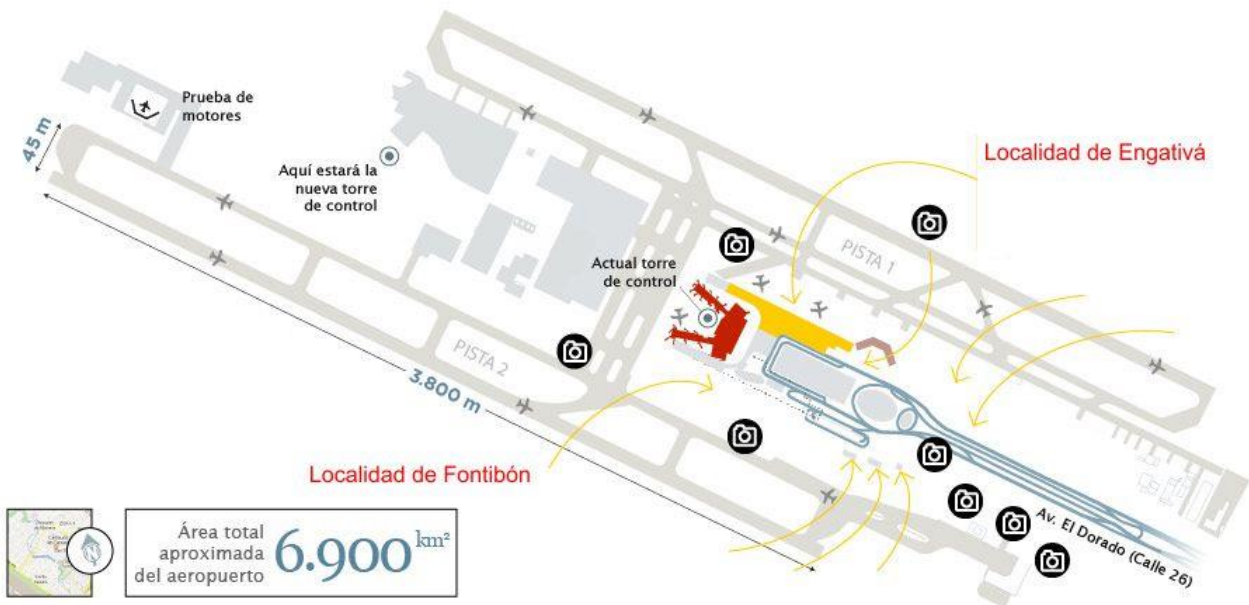 Prueba de
motores
45 m
Aquí estará la
nueva torre
de control
Localidad de Engativá
PISTA 1
Actual torre
de control
PISTA 2
3.800 m
Localidad de Fontibón
Av. El Dorado (Calle 26)
Área total
aproximada
del aeropuerto
6.900 km²